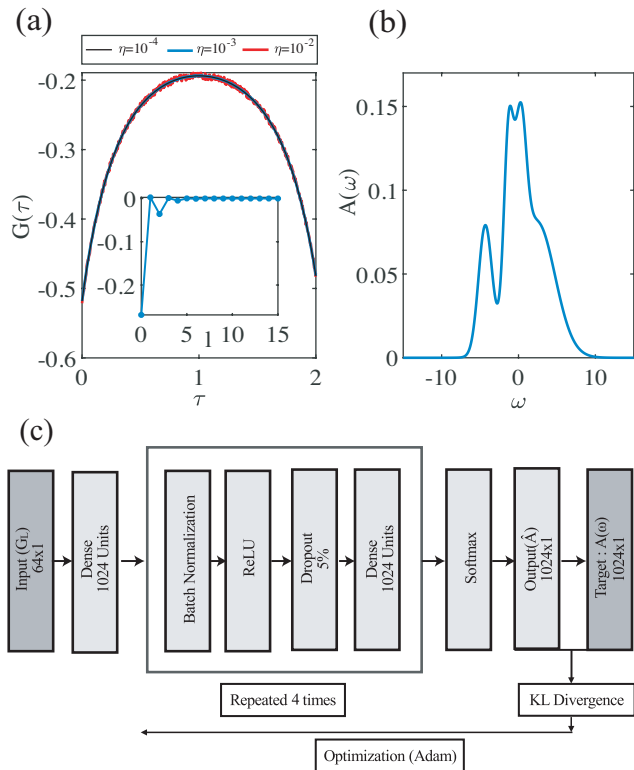 (a)
η=10⁻⁴ η=10⁻³ η=10⁻²
-0.2
-0.3
-0.4
-0.5
-0.6
G(τ)
0 1 2
τ
0
-0.1
-0.2
0 5 10 15
l
(b)
0.15
0.1
0.05
0
A(ω)
-10 0 10
ω
(c)
Input (G_L)
64x1
Dense
1024 Units
Batch Normalization
ReLU
Dropout
5%
Dense
1024 Units
Softmax
Output(Â)
1024x1
Target : A(ω)
1024x1
Repeated 4 times
KL Divergence
Optimization (Adam)